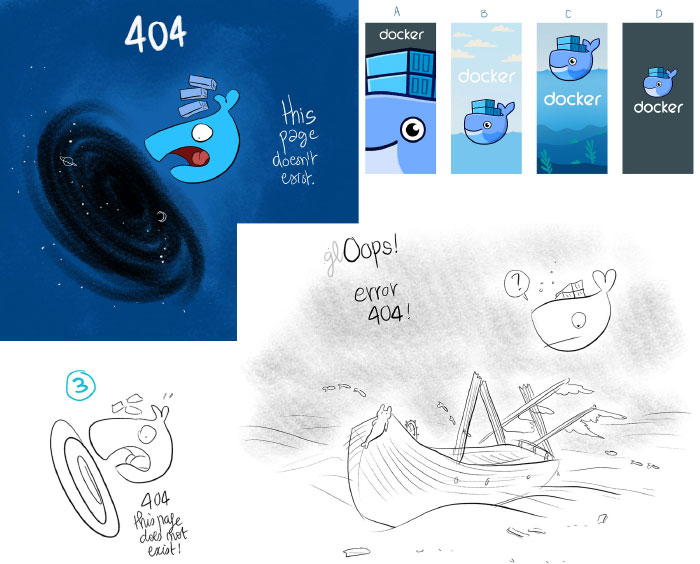 404
this
page
doesn't
exist.
A
B
C
D
docker
docker
docker
docker
glOops!
error
404!
?
3
404
this page
does not
exist!